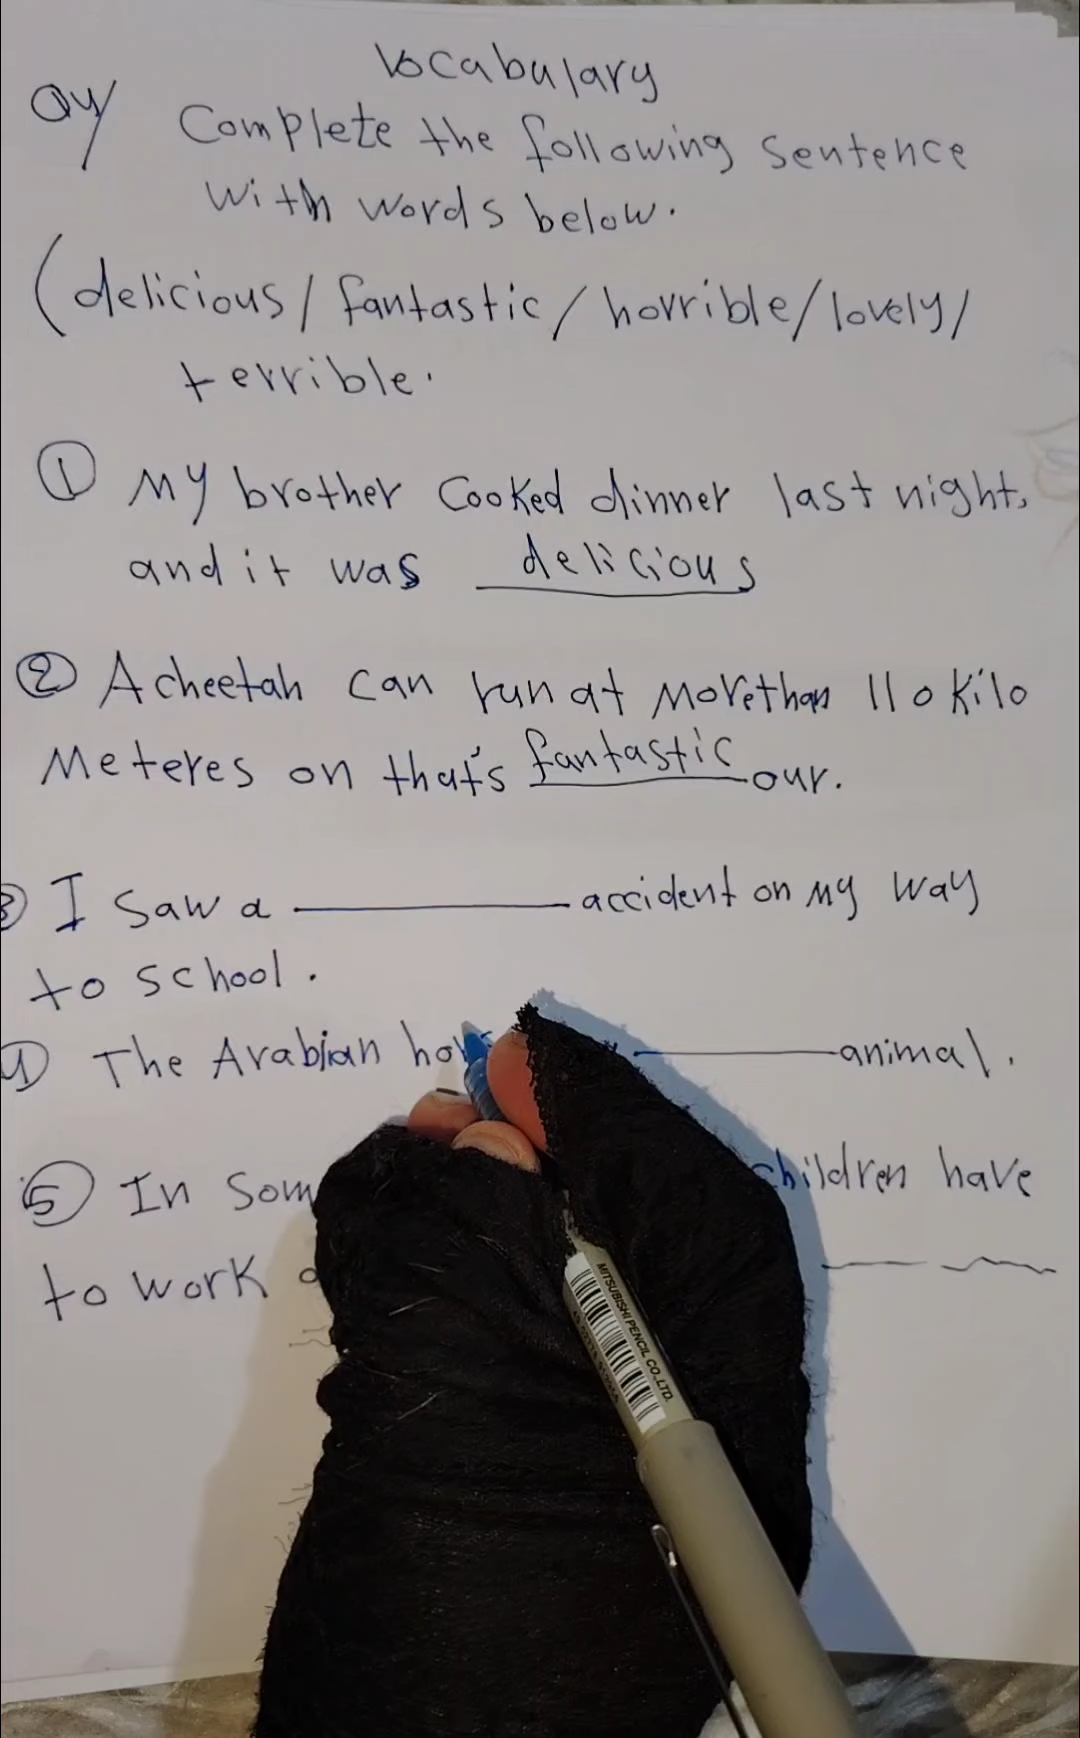 Vocabulary
Q4/ Complete the following sentence
with words below.
(delicious/fantastic/horrible/lovely/
terrible.
① My brother cooked dinner last night,
and it was delicious
② A cheetah can run at more than 110 kilo
meteres on that's fantastic our.
③ I saw a accident on my way
to school.
④ The Arabian animal.
⑤ In children have
to work
MITSUBISHI PENCIL CO., LTD.